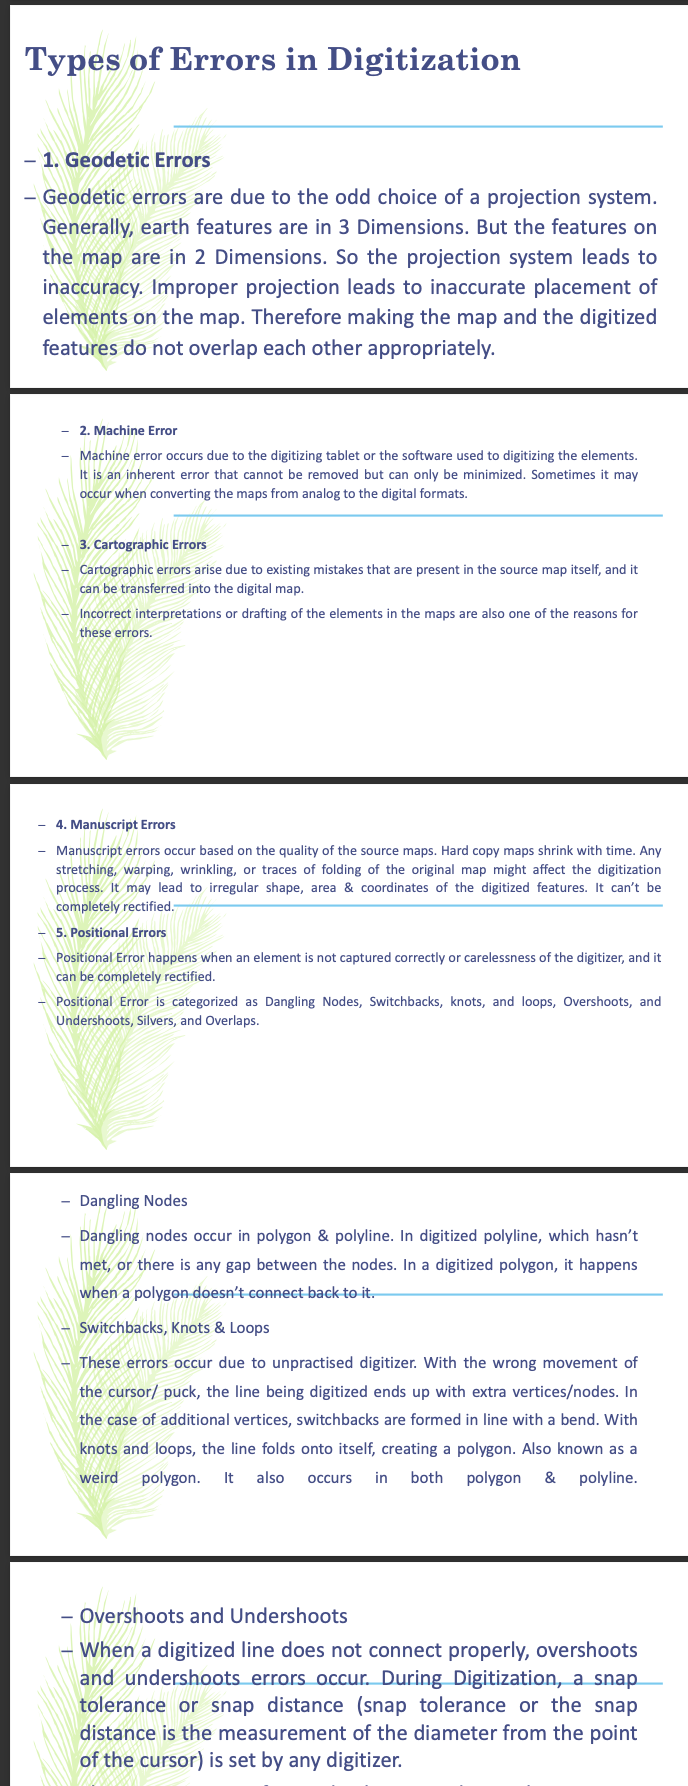 Types of Errors in Digitization
– 1. Geodetic Errors
– Geodetic errors are due to the odd choice of a projection system.
Generally, earth features are in 3 Dimensions. But the features on
the map are in 2 Dimensions. So the projection system leads to
inaccuracy. Improper projection leads to inaccurate placement of
elements on the map. Therefore making the map and the digitized
features do not overlap each other appropriately.
– 2. Machine Error
– Machine error occurs due to the digitizing tablet or the software used to digitizing the elements.
It is an inherent error that cannot be removed but can only be minimized. Sometimes it may
occur when converting the maps from analog to the digital formats.
– 3. Cartographic Errors
– Cartographic errors arise due to existing mistakes that are present in the source map itself, and it
can be transferred into the digital map.
– Incorrect interpretations or drafting of the elements in the maps are also one of the reasons for
these errors.
– 4. Manuscript Errors
– Manuscript errors occur based on the quality of the source maps. Hard copy maps shrink with time. Any
stretching, warping, wrinkling, or traces of folding of the original map might affect the digitization
process. It may lead to irregular shape, area & coordinates of the digitized features. It can’t be
completely rectified.
– 5. Positional Errors
– Positional Error happens when an element is not captured correctly or carelessness of the digitizer, and it
can be completely rectified.
– Positional Error is categorized as Dangling Nodes, Switchbacks, knots, and loops, Overshoots, and
Undershoots, Silvers, and Overlaps.
– Dangling Nodes
– Dangling nodes occur in polygon & polyline. In digitized polyline, which hasn’t
met, or there is any gap between the nodes. In a digitized polygon, it happens
when a polygon doesn’t connect back to it.
– Switchbacks, Knots & Loops
– These errors occur due to unpractised digitizer. With the wrong movement of
the cursor/ puck, the line being digitized ends up with extra vertices/nodes. In
the case of additional vertices, switchbacks are formed in line with a bend. With
knots and loops, the line folds onto itself, creating a polygon. Also known as a
weird polygon. It also occurs in both polygon & polyline.
– Overshoots and Undershoots
– When a digitized line does not connect properly, overshoots
and undershoots errors occur. During Digitization, a snap
tolerance or snap distance (snap tolerance or the snap
distance is the measurement of the diameter from the point
of the cursor) is set by any digitizer.